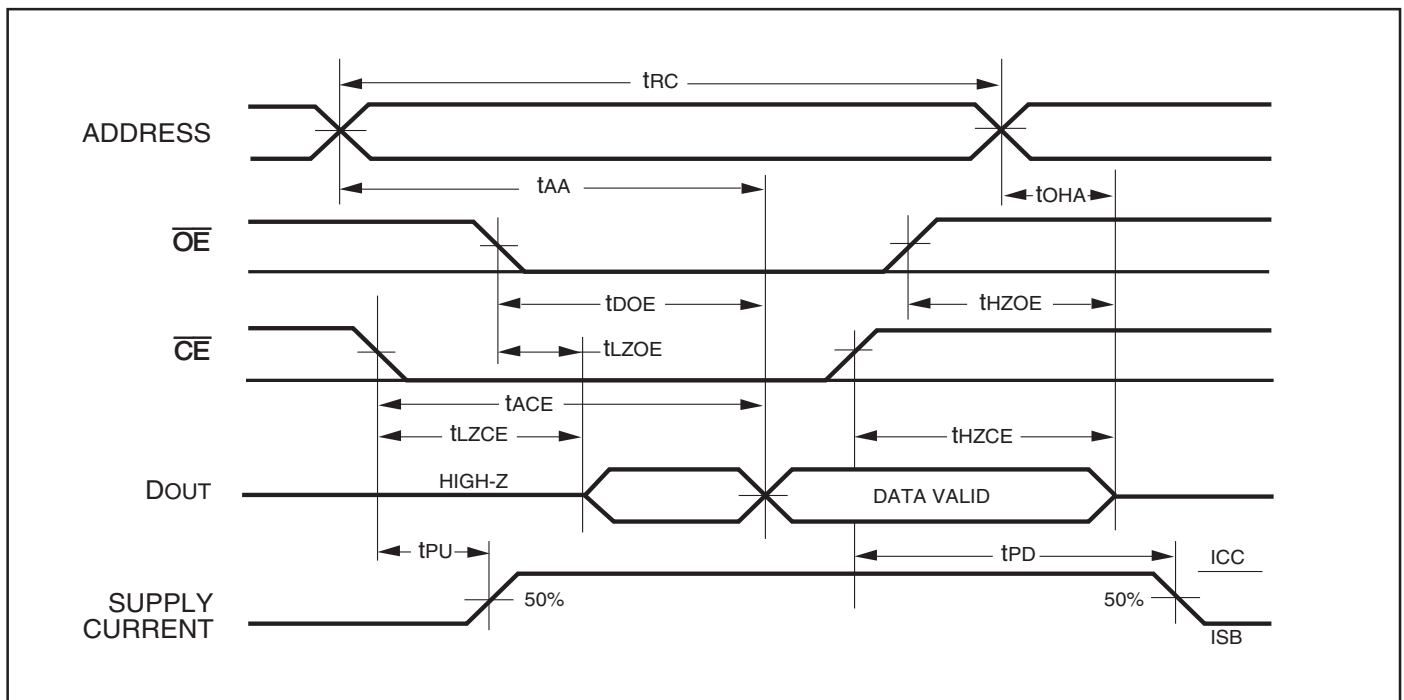 tRC
ADDRESS
tAA
tOHA
OE
tDOE
tHZOE
CE
tLZOE
tACE
tLZCE
tHZCE
DOUT
HIGH-Z
DATA VALID
tPU
tPD
ICC
SUPPLY
CURRENT
50%
50%
ISB